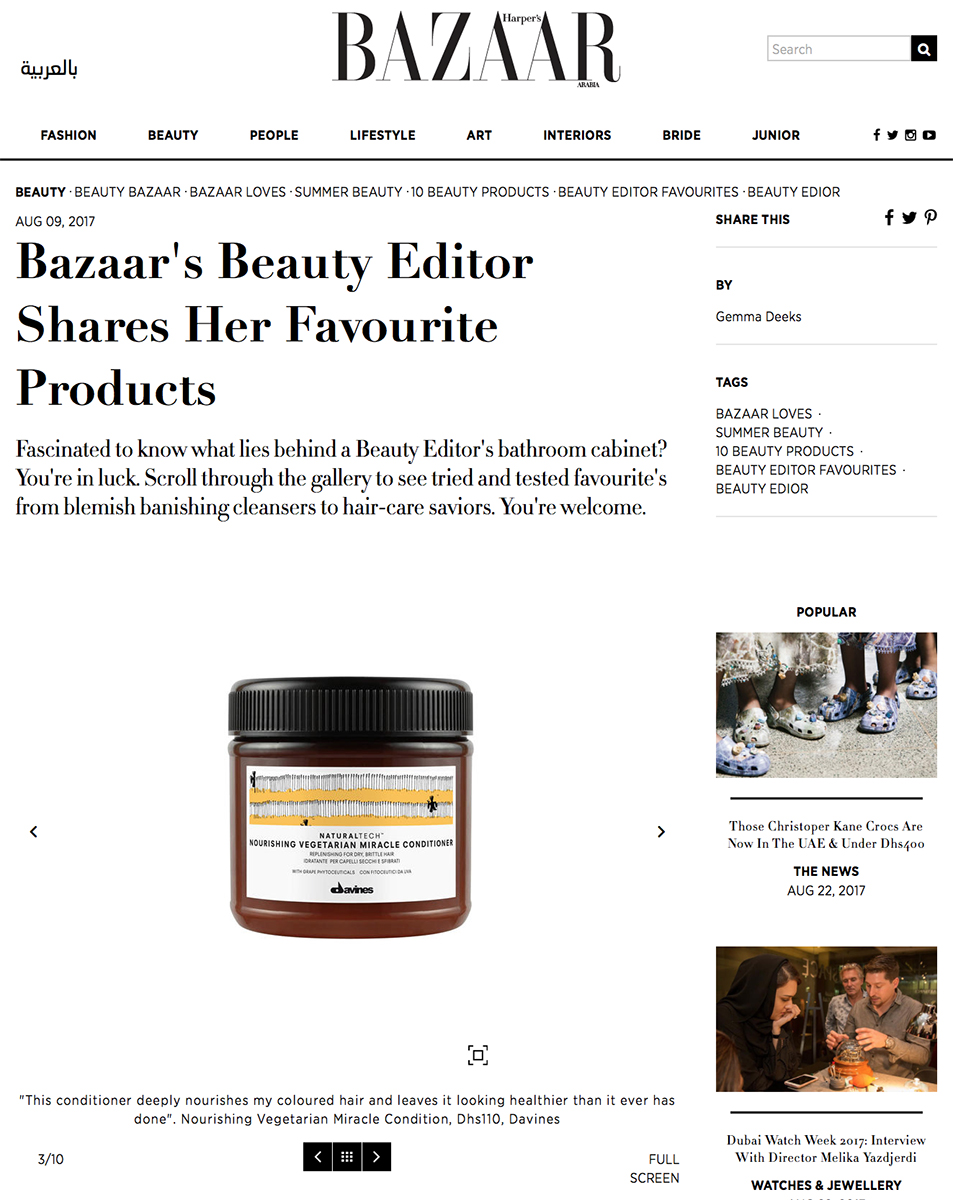 Harper's
BAZAAR
ARABIA
بالعربية
Search
FASHION BEAUTY PEOPLE LIFESTYLE ART INTERIORS BRIDE JUNIOR
BEAUTY · BEAUTY BAZAAR · BAZAAR LOVES · SUMMER BEAUTY · 10 BEAUTY PRODUCTS · BEAUTY EDITOR FAVOURITES · BEAUTY EDIOR
AUG 09, 2017
Bazaar's Beauty Editor
Shares Her Favourite
Products
Fascinated to know what lies behind a Beauty Editor's bathroom cabinet?
You're in luck. Scroll through the gallery to see tried and tested favourite's
from blemish banishing cleansers to hair-care saviors. You're welcome.
NATURALTECH™
NOURISHING VEGETARIAN MIRACLE CONDITIONER
REPLENISHING FOR DRY, BRITTLE HAIR
IDRATANTE PER CAPELLI SECCHI E SFIBRATI
WITH GRAPE PHYTOCEUTICALS CON FITOCEUTICI DA UVA
davines
"This conditioner deeply nourishes my coloured hair and leaves it looking healthier than it ever has
done". Nourishing Vegetarian Miracle Condition, Dhs110, Davines
3/10
FULL
SCREEN
SHARE THIS
BY
Gemma Deeks
TAGS
BAZAAR LOVES ·
SUMMER BEAUTY ·
10 BEAUTY PRODUCTS ·
BEAUTY EDITOR FAVOURITES ·
BEAUTY EDIOR
POPULAR
Those Christoper Kane Crocs Are
Now In The UAE & Under Dhs400
THE NEWS
AUG 22, 2017
Dubai Watch Week 2017: Interview
With Director Melika Yazdjerdi
WATCHES & JEWELLERY